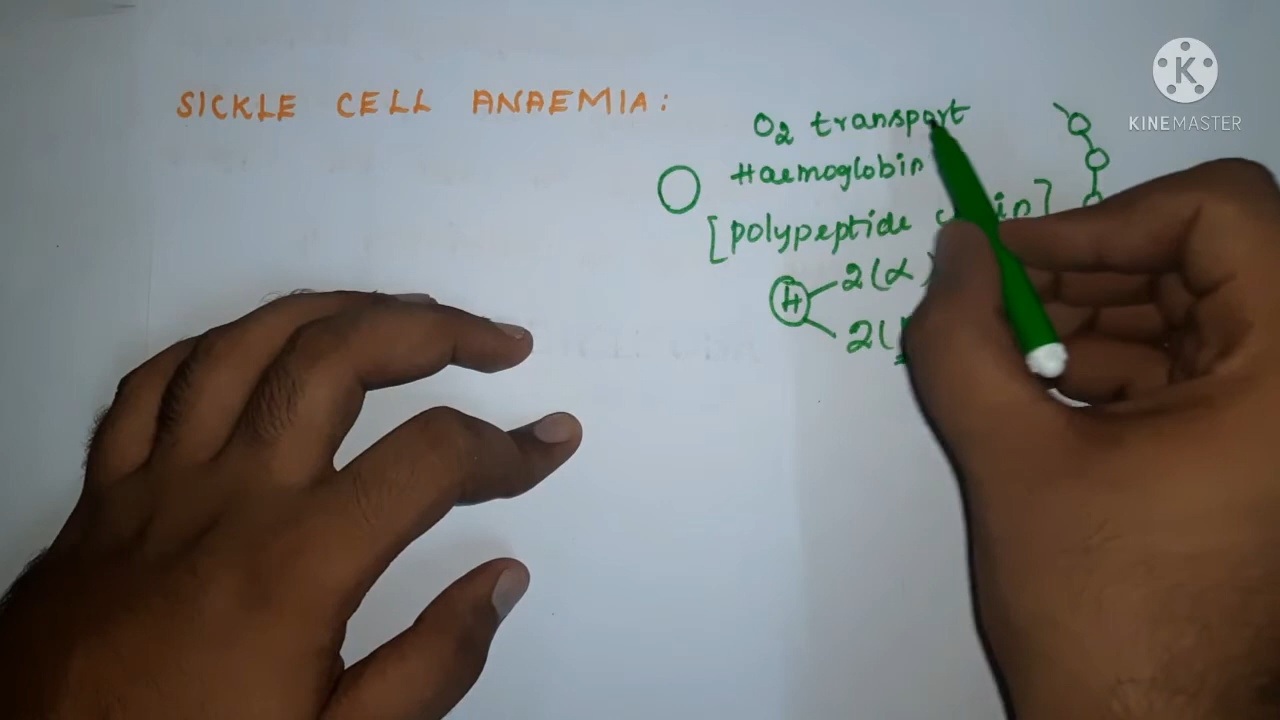 SICKLE CELL ANAEMIA:
O2 transport
Haemoglobin
[polypeptide ]
H
2(α
2(
K
KINEMASTER